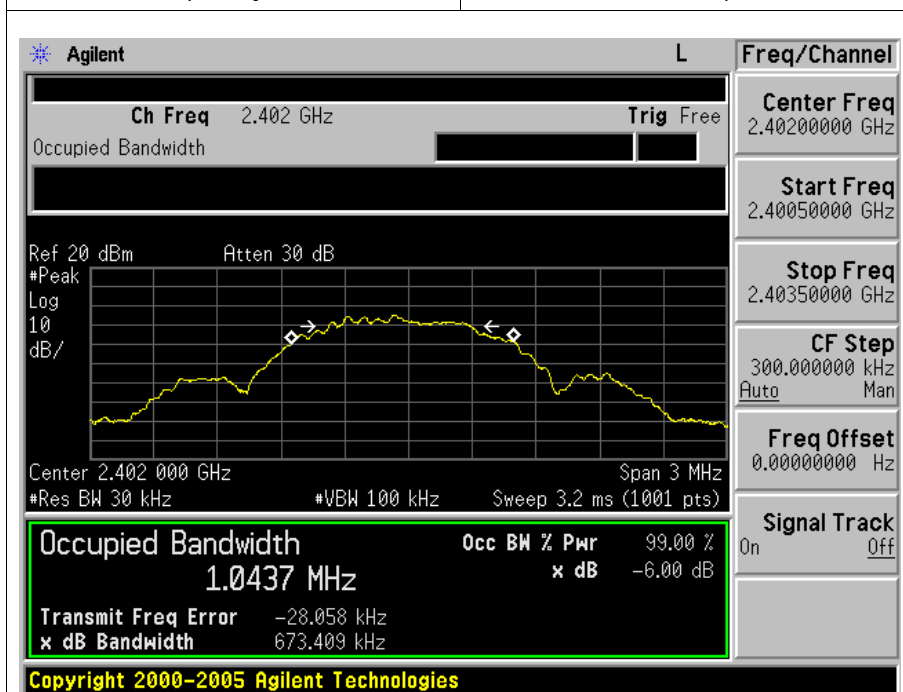 Agilent L
Freq/Channel
Ch Freq 2.402 GHz Trig Free
Occupied Bandwidth
Center Freq
2.40200000 GHz
Start Freq
2.40050000 GHz
Stop Freq
2.40350000 GHz
CF Step
300.000000 kHz
Auto Man
Freq Offset
0.00000000 Hz
Signal Track
On Off
Ref 20 dBm Atten 30 dB
#Peak
Log
10
dB/
Center 2.402 000 GHz Span 3 MHz
#Res BW 30 kHz #VBW 100 kHz Sweep 3.2 ms (1001 pts)
Occupied Bandwidth
1.0437 MHz
Occ BW % Pwr 99.00 %
x dB -6.00 dB
Transmit Freq Error -28.058 kHz
x dB Bandwidth 673.409 kHz
Copyright 2000-2005 Agilent Technologies